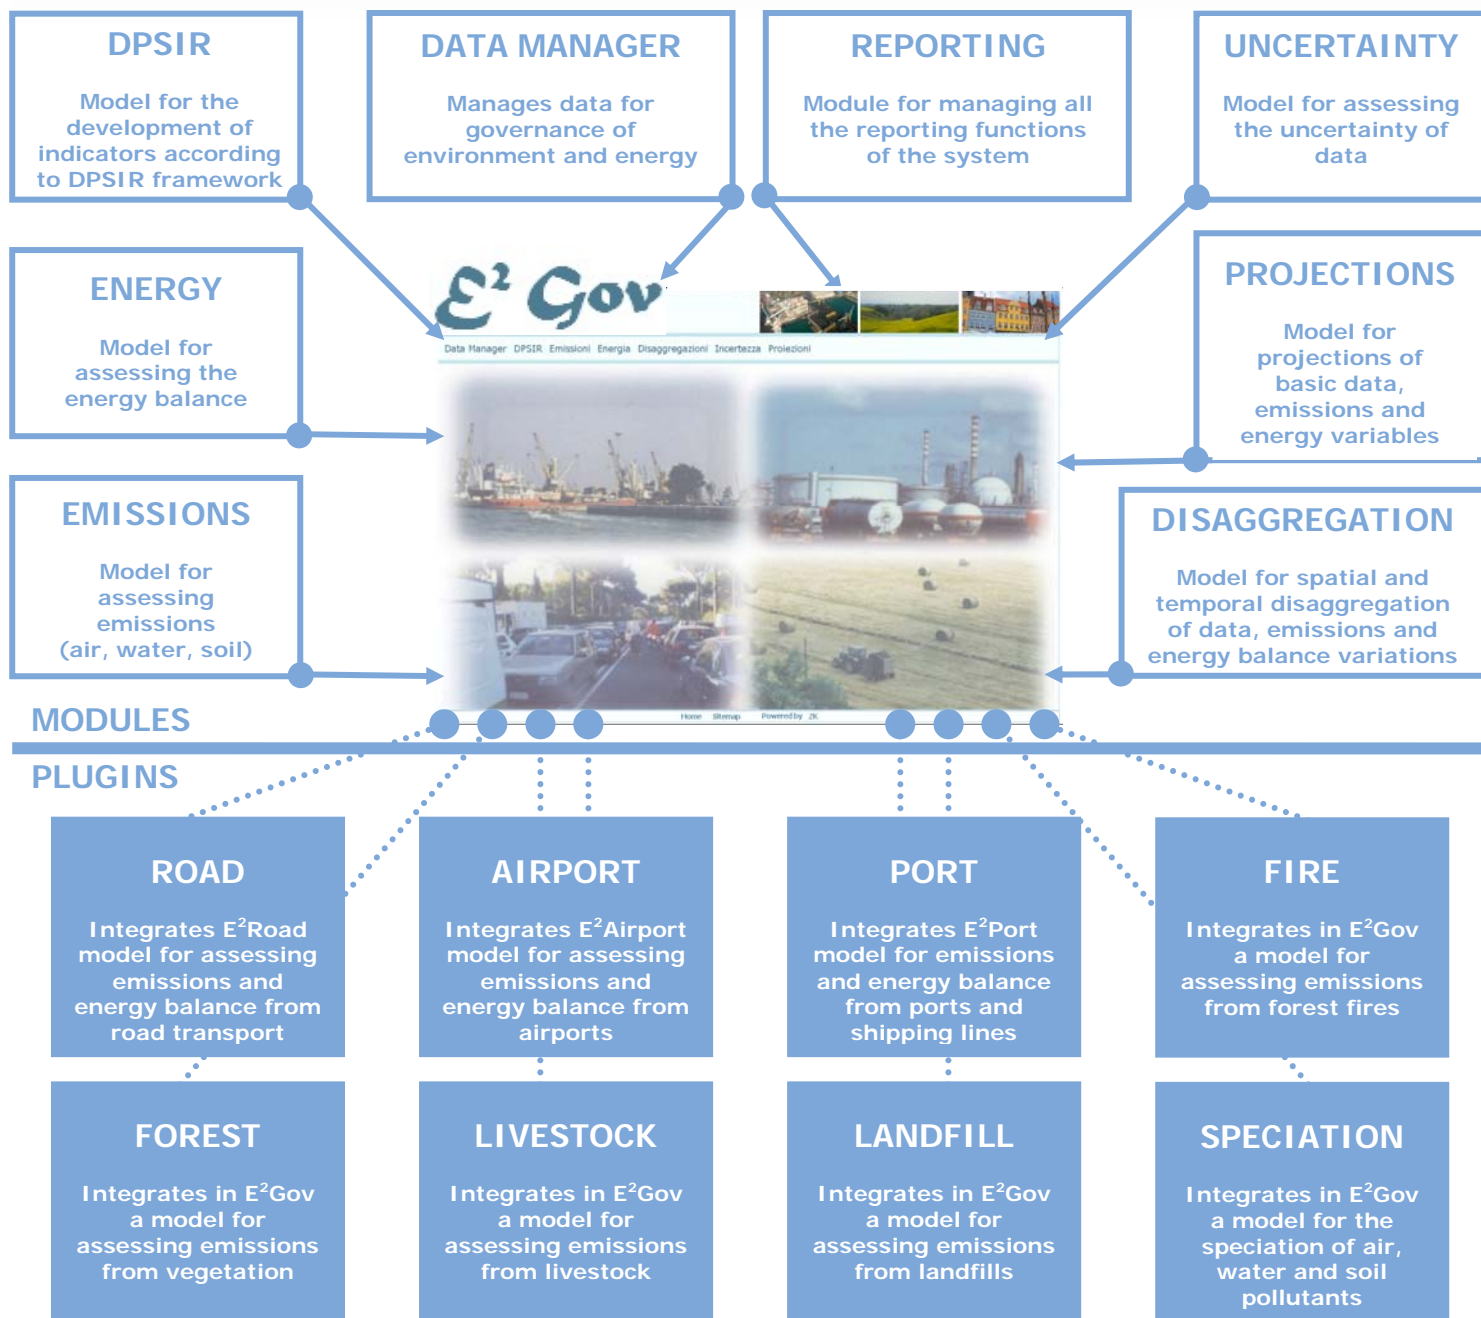 DPSIR
Model for the
development of
indicators according
to DPSIR framework
DATA MANAGER
Manages data for
governance of
environment and energy
REPORTING
Module for managing all
the reporting functions
of the system
UNCERTAINTY
Model for assessing
the uncertainty of
data
ENERGY
Model for
assessing the
energy balance
E² Gov
Data Manager DPSIR Emissioni Energia Disaggregazioni Incertezza Proiezioni
PROJECTIONS
Model for
projections of
basic data,
emissions and
energy variables
EMISSIONS
Model for
assessing
emissions
(air, water, soil)
DISAGGREGATION
Model for spatial and
temporal disaggregation
of data, emissions and
energy balance variations
Home Sitemap Powered by ZK
MODULES
PLUGINS
ROAD
Integrates E²Road
model for assessing
emissions and
energy balance from
road transport
AIRPORT
Integrates E²Airport
model for assessing
emissions and
energy balance from
airports
PORT
Integrates E²Port
model for emissions
and energy balance
from ports and
shipping lines
FIRE
Integrates in E²Gov
a model for
assessing emissions
from forest fires
FOREST
Integrates in E²Gov
a model for
assessing emissions
from vegetation
LIVESTOCK
Integrates in E²Gov
a model for
assessing emissions
from livestock
LANDFILL
Integrates in E²Gov
a model for
assessing emissions
from landfills
SPECIATION
Integrates in E²Gov
a model for the
speciation of air,
water and soil
pollutants